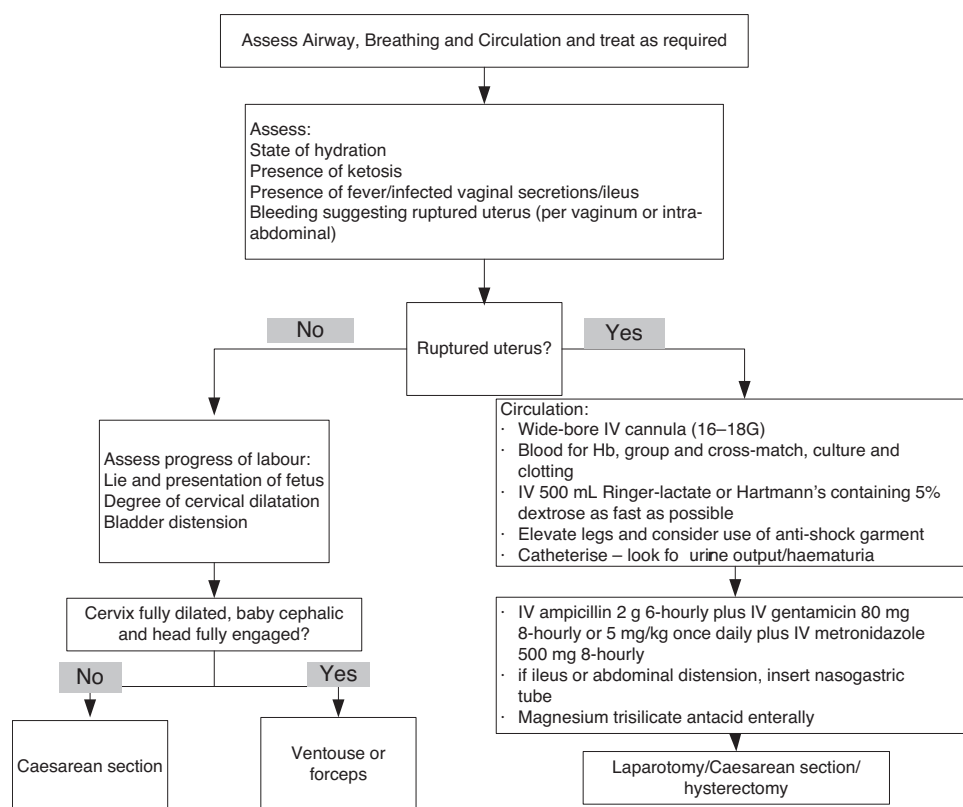 Assess Airway, Breathing and Circulation and treat as required
Assess:
State of hydration
Presence of ketosis
Presence of fever/infected vaginal secretions/ileus
Bleeding suggesting ruptured uterus (per vaginum or intra-
abdominal)
Ruptured uterus?
No
Yes
Assess progress of labour:
Lie and presentation of fetus
Degree of cervical dilatation
Bladder distension
Cervix fully dilated, baby cephalic
and head fully engaged?
No
Yes
Caesarean section
Ventouse or
forceps
Circulation:
· Wide-bore IV cannula (16–18G)
· Blood for Hb, group and cross-match, culture and
clotting
· IV 500 mL Ringer-lactate or Hartmann’s containing 5%
dextrose as fast as possible
· Elevate legs and consider use of anti-shock garment
· Catheterise – look fo urine output/haematuria
· IV ampicillin 2 g 6-hourly plus IV gentamicin 80 mg
8-hourly or 5 mg/kg once daily plus IV metronidazole
500 mg 8-hourly
· if ileus or abdominal distension, insert nasogastric
tube
· Magnesium trisilicate antacid enterally
Laparotomy/Caesarean section/
hysterectomy